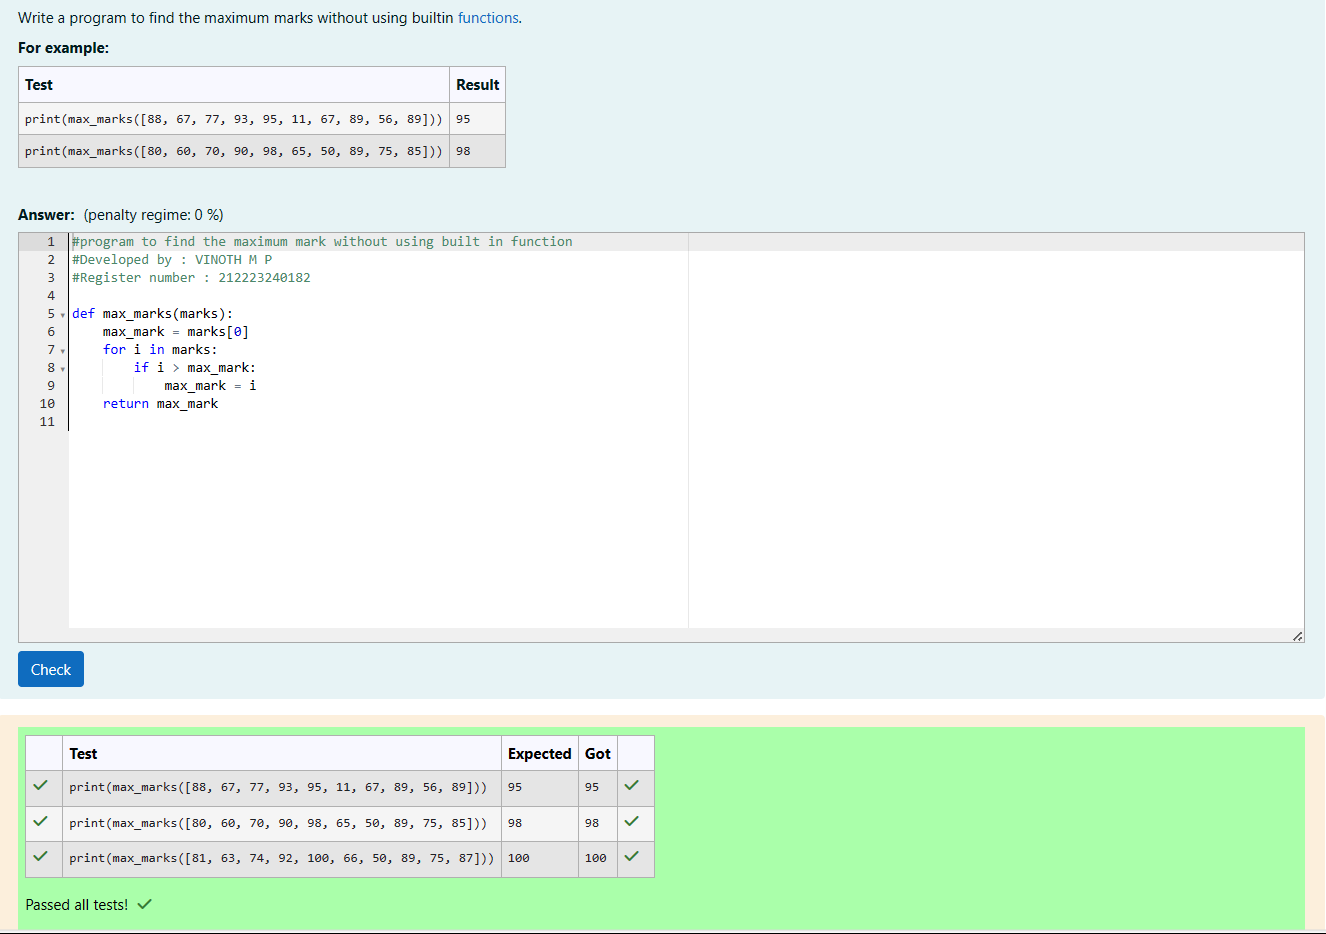 Write a program to find the maximum marks without using builtin functions.
For example:
Test Result
print(max_marks([88, 67, 77, 93, 95, 11, 67, 89, 56, 89])) 95
print(max_marks([80, 60, 70, 90, 98, 65, 50, 89, 75, 85])) 98
Answer: (penalty regime: 0 %)
1 #program to find the maximum mark without using built in function
2 #Developed by : VINOTH M P
3 #Register number : 212223240182
4
5 def max_marks(marks):
6     max_mark = marks[0]
7     for i in marks:
8         if i > max_mark:
9             max_mark = i
10     return max_mark
11
Check
Test Expected Got
print(max_marks([88, 67, 77, 93, 95, 11, 67, 89, 56, 89])) 95 95
print(max_marks([80, 60, 70, 90, 98, 65, 50, 89, 75, 85])) 98 98
print(max_marks([81, 63, 74, 92, 100, 66, 50, 89, 75, 87])) 100 100
Passed all tests!